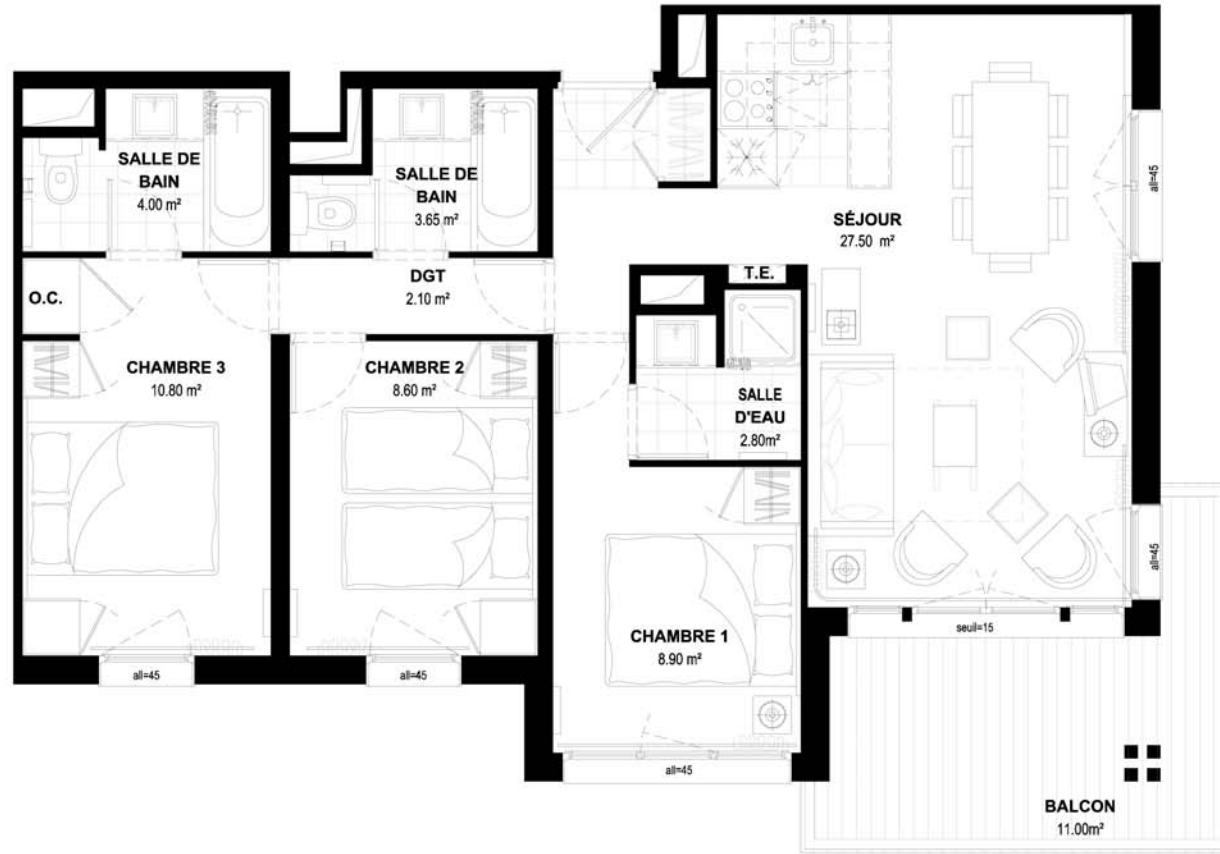 SALLE DE
BAIN
4.00 m²
SALLE DE
BAIN
3.65 m²
SÉJOUR
27.50 m²
all=45
DGT
2.10 m²
T.E.
O.C.
CHAMBRE 3
10.80 m²
CHAMBRE 2
8.60 m²
SALLE
D'EAU
2.80m²
all=45
CHAMBRE 1
8.90 m²
seuil=15
all=45
all=45
all=45
BALCON
11.00m²